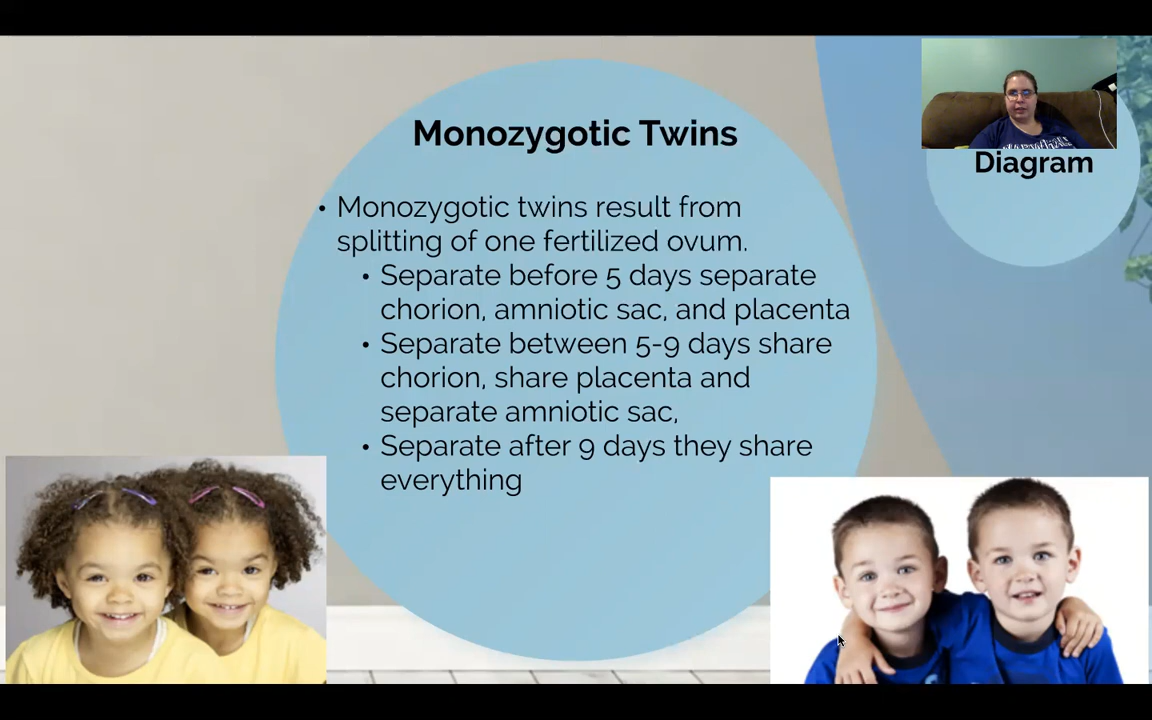 Monozygotic Twins
Diagram
• Monozygotic twins result from
splitting of one fertilized ovum.
• Separate before 5 days separate
chorion, amniotic sac, and placenta
• Separate between 5-9 days share
chorion, share placenta and
separate amniotic sac,
• Separate after 9 days they share
everything